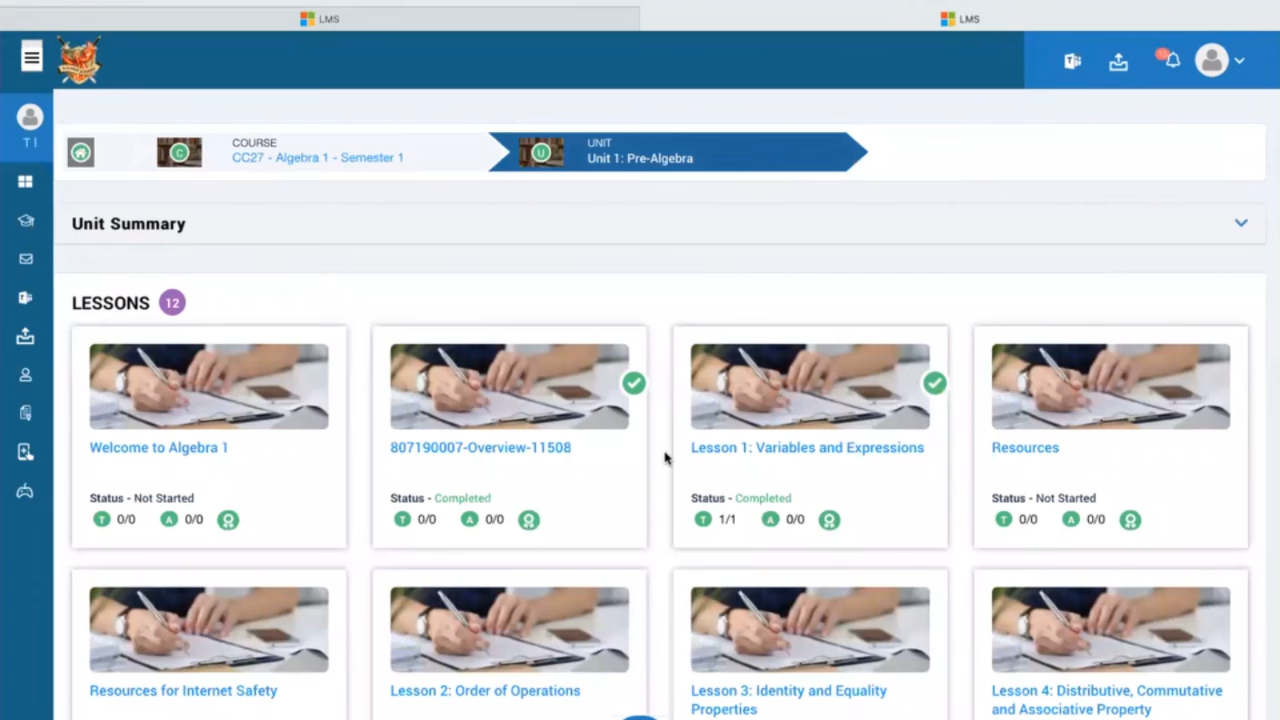 LMS
LMS
T I
COURSE
CC27 - Algebra 1 - Semester 1
UNIT
Unit 1: Pre-Algebra
Unit Summary
LESSONS 12
Welcome to Algebra 1
807190007-Overview-11508
Lesson 1: Variables and Expressions
Resources
Status - Not Started
Status - Completed
Status - Completed
Status - Not Started
T 0/0 A 0/0
T 0/0 A 0/0
T 1/1 A 0/0
T 0/0 A 0/0
Resources for Internet Safety
Lesson 2: Order of Operations
Lesson 3: Identity and Equality
Properties
Lesson 4: Distributive, Commutative
and Associative Property